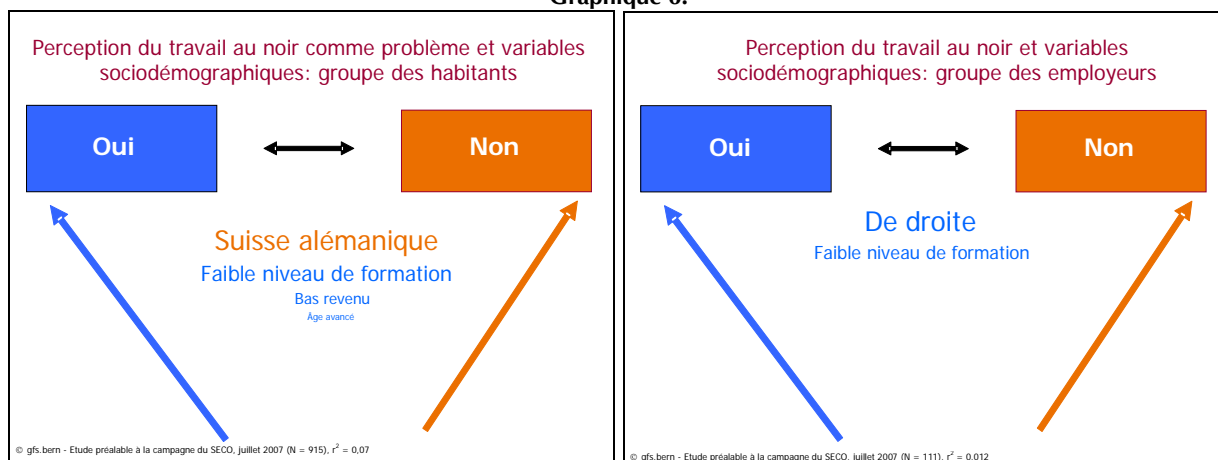 Graphique 6:
Perception du travail au noir comme problème et variables
sociodémographiques: groupe des habitants
Oui
Non
Suisse alémanique
Faible niveau de formation
Bas revenu
Âge avancé
© gfs.bern - Etude préalable à la campagne du SECO, juillet 2007 (N = 915), r² = 0,07
Perception du travail au noir et variables
sociodémographiques: groupe des employeurs
Oui
Non
De droite
Faible niveau de formation
© gfs.bern - Etude préalable à la campagne du SECO, juillet 2007 (N = 111), r² = 0.012